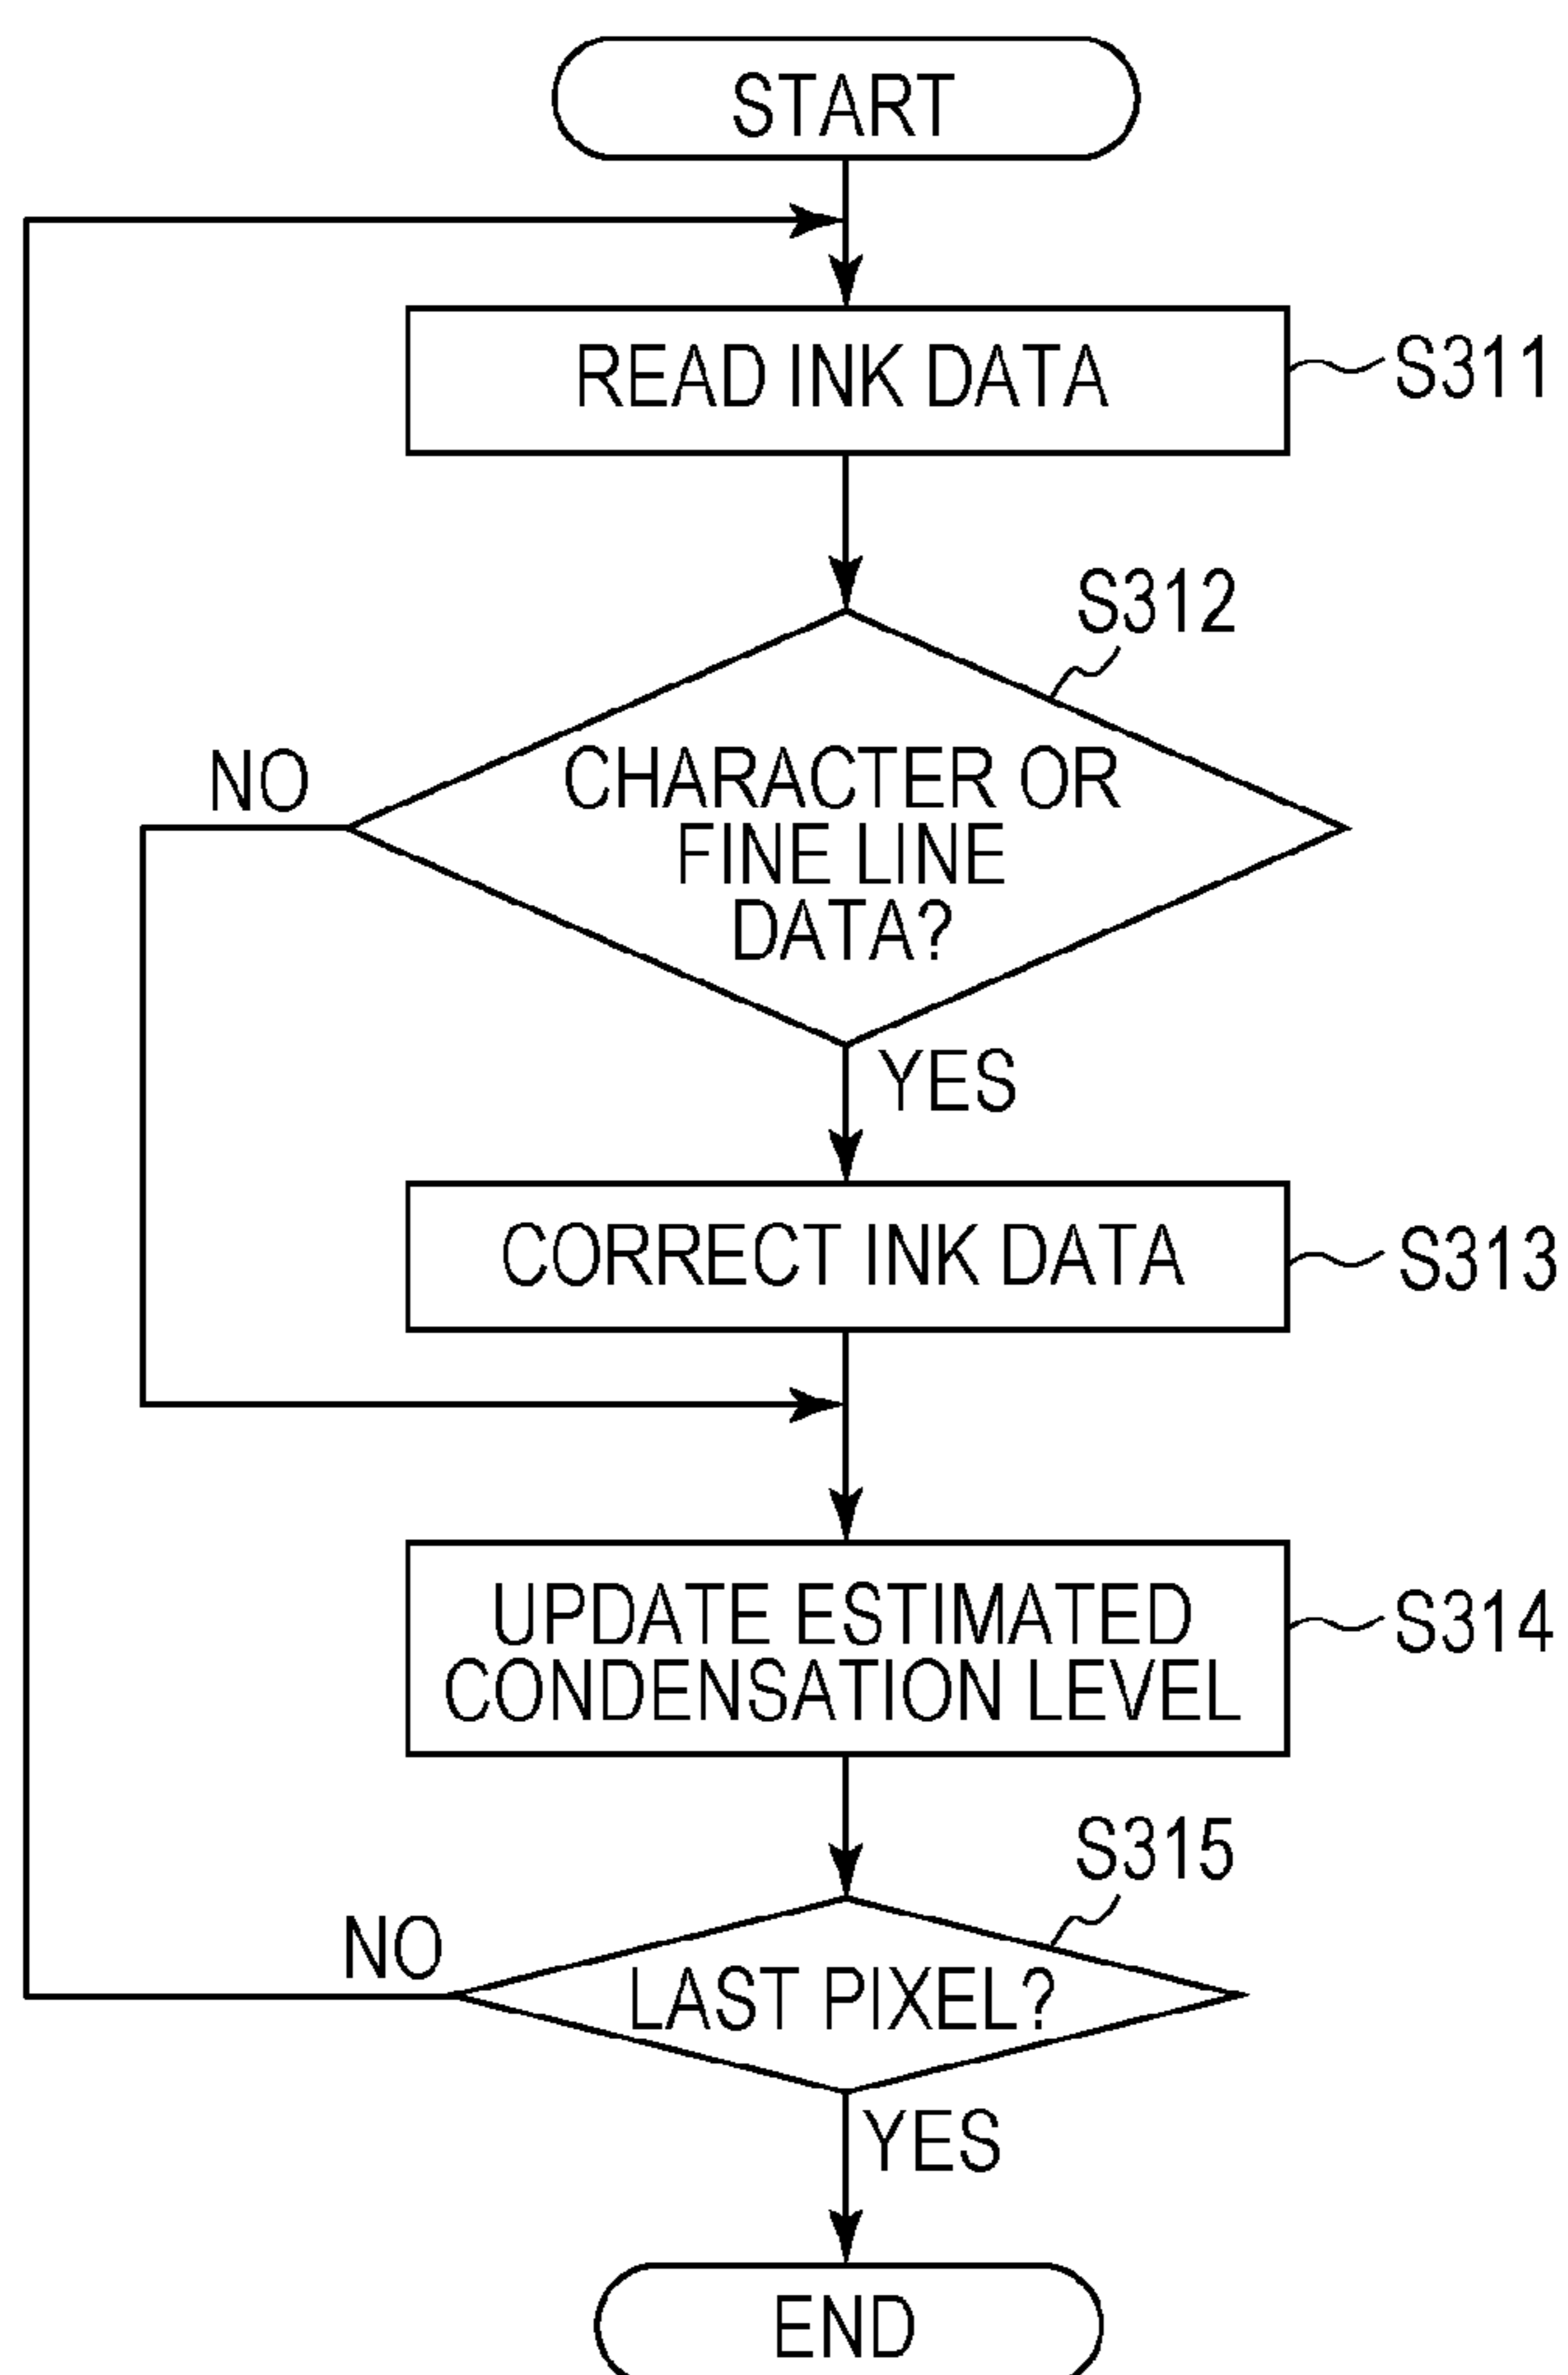 START
READ INK DATA
S311
S312
CHARACTER OR
FINE LINE
DATA?
NO
YES
CORRECT INK DATA
S313
UPDATE ESTIMATED
CONDENSATION LEVEL
S314
S315
LAST PIXEL?
NO
YES
END